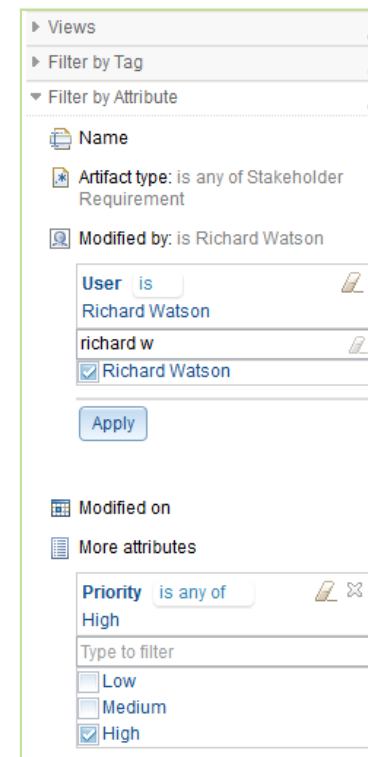 Views
Filter by Tag
Filter by Attribute
Name
Artifact type: is any of Stakeholder
Requirement
Modified by: is Richard Watson
User is
Richard Watson
richard w
Richard Watson
Apply
Modified on
More attributes
Priority is any of
High
Type to filter
Low
Medium
High